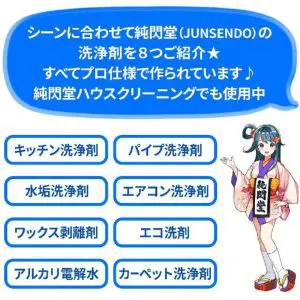 シーンに合わせて純閃堂（JUNSENDO）の
洗浄剤を８つご紹介★
すべてプロ仕様で作られています♪
純閃堂ハウスクリーニングでも使用中
キッチン洗浄剤
パイプ洗浄剤
水垢洗浄剤
エアコン洗浄剤
ワックス剥離剤
エコ洗剤
アルカリ電解水
カーペット洗浄剤
純閃堂